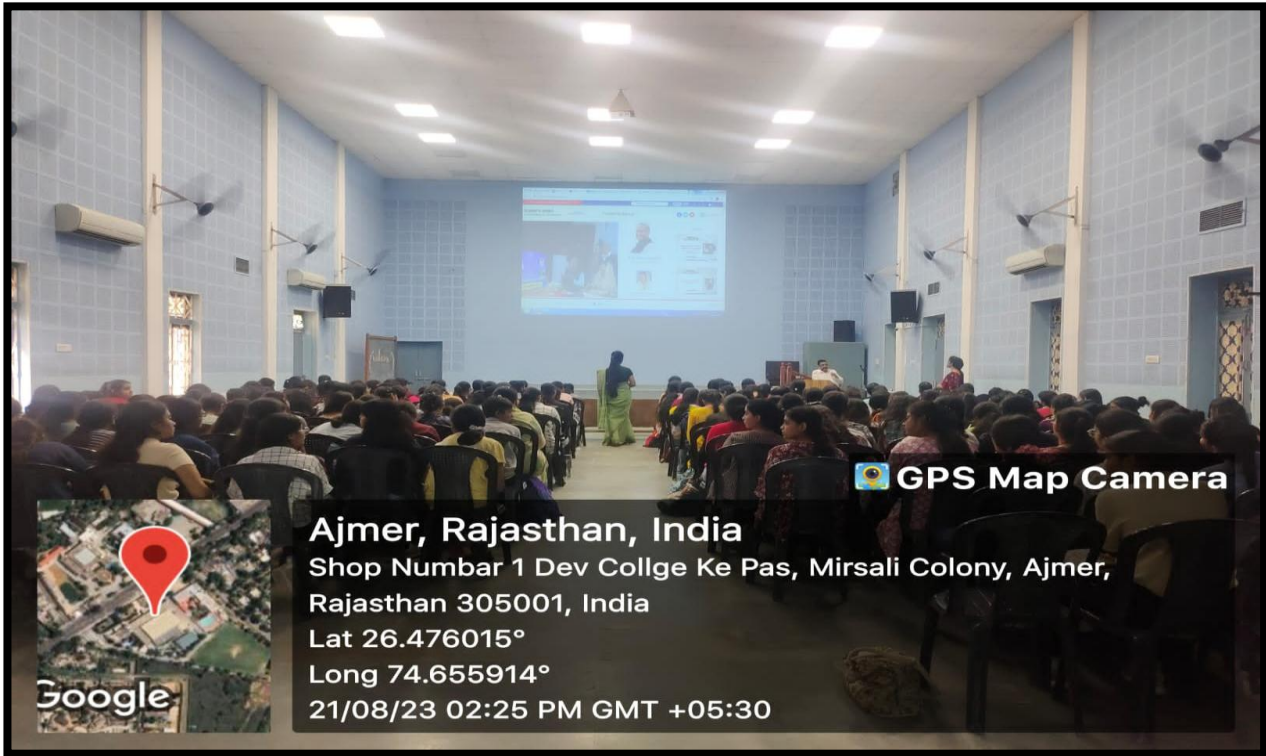 GPS Map Camera
Ajmer, Rajasthan, India
Shop Numbar 1 Dev Collge Ke Pas, Mirsali Colony, Ajmer,
Rajasthan 305001, India
Lat 26.476015°
Long 74.655914°
21/08/23 02:25 PM GMT +05:30
Google